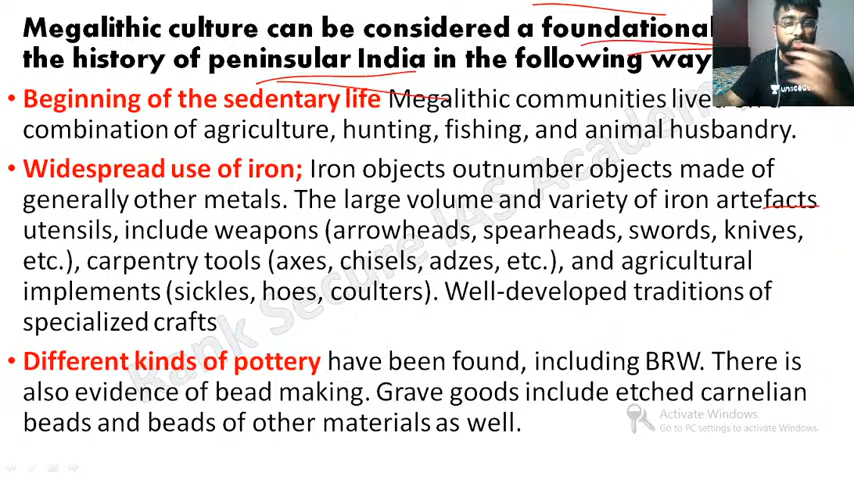 Megalithic culture can be considered a foundational
the history of peninsular India in the following way
• Beginning of the sedentary life Megalithic communities lived
combination of agriculture, hunting, fishing, and animal husbandry.
• Widespread use of iron; Iron objects outnumber objects made of
generally other metals. The large volume and variety of iron artefacts
utensils, include weapons (arrowheads, spearheads, swords, knives,
etc.), carpentry tools (axes, chisels, adzes, etc.), and agricultural
implements (sickles, hoes, coulters). Well-developed traditions of
specialized crafts
• Different kinds of pottery have been found, including BRW. There is
also evidence of bead making. Grave goods include etched carnelian
beads and beads of other materials as well.
Rank Secure IAS Academy
Activate Windows
Go to PC settings to activate Windows.